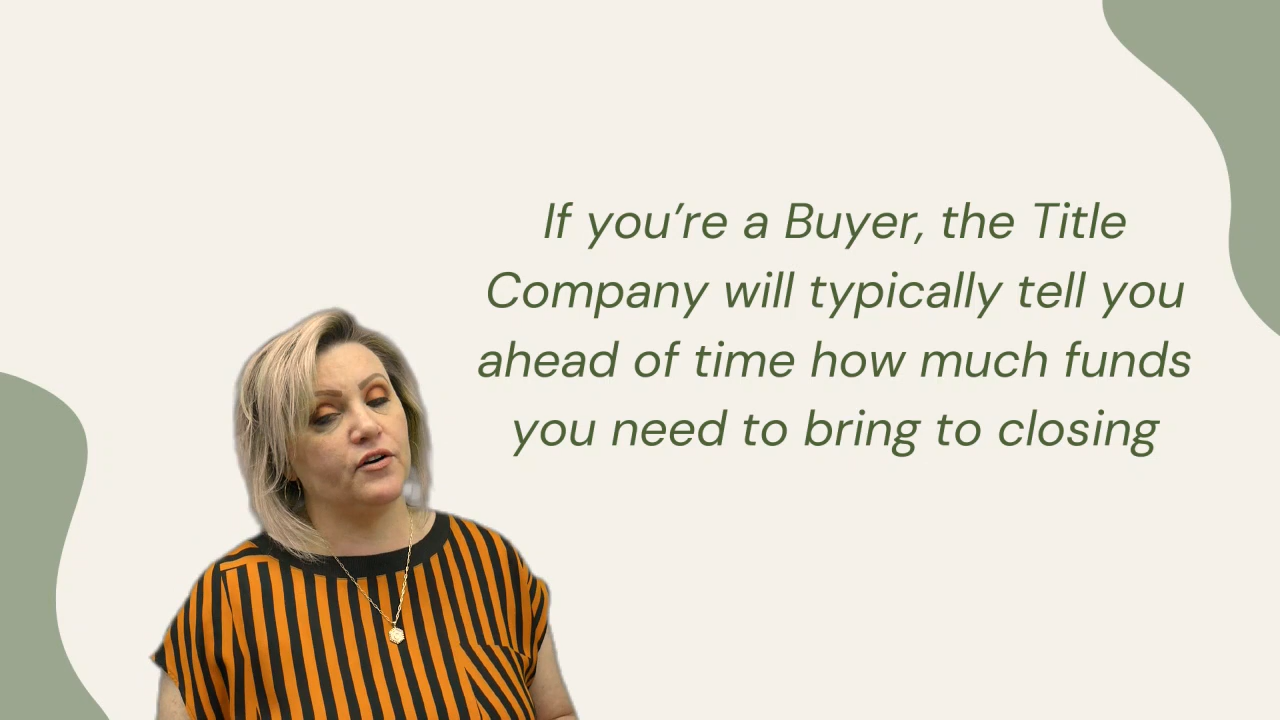 If you’re a Buyer, the Title
Company will typically tell you
ahead of time how much funds
you need to bring to closing